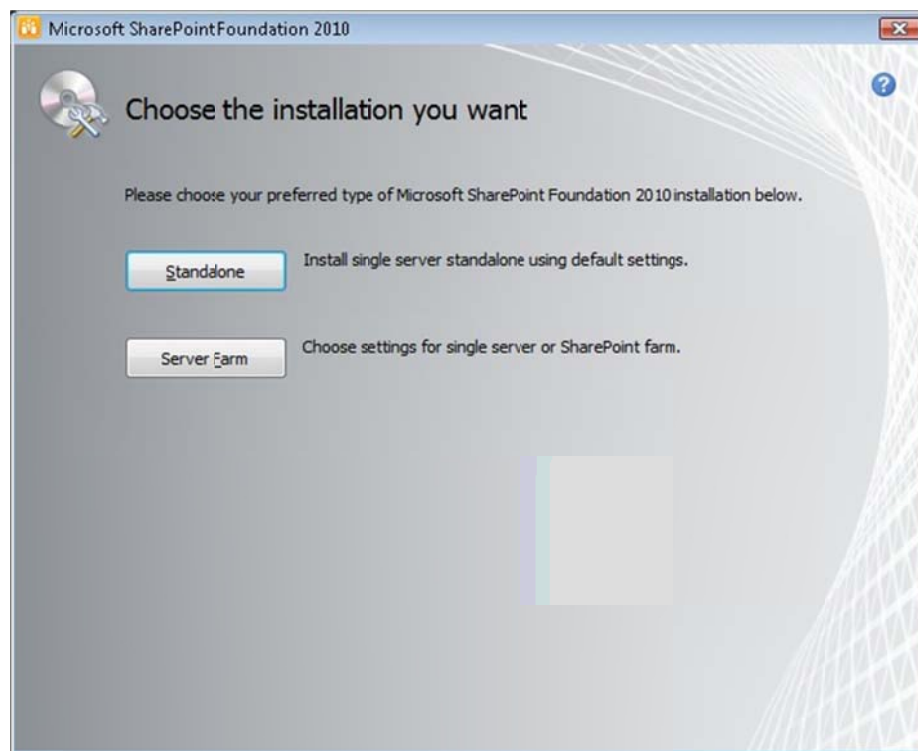 Microsoft SharePoint Foundation 2010
?
Choose the installation you want
Please choose your preferred type of Microsoft SharePoint Foundation 2010 installation below.
Standalone
Install single server standalone using default settings.
Server Farm
Choose settings for single server or SharePoint farm.